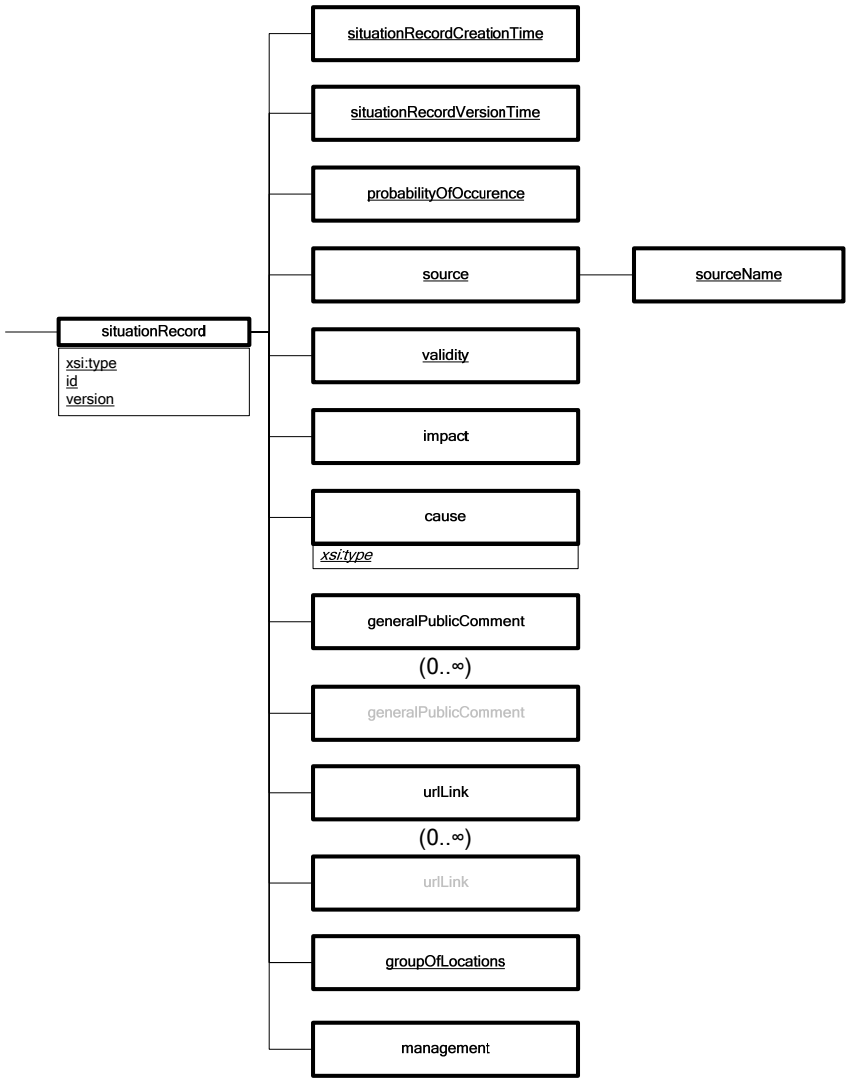 situationRecordCreationTime
situationRecordVersionTime
probabilityOfOccurence
source
sourceName
situationRecord
xsi:type
id
version
validity
impact
cause
xsi:type
generalPublicComment
(0..∞)
generalPublicComment
urlLink
(0..∞)
urlLink
groupOfLocations
management